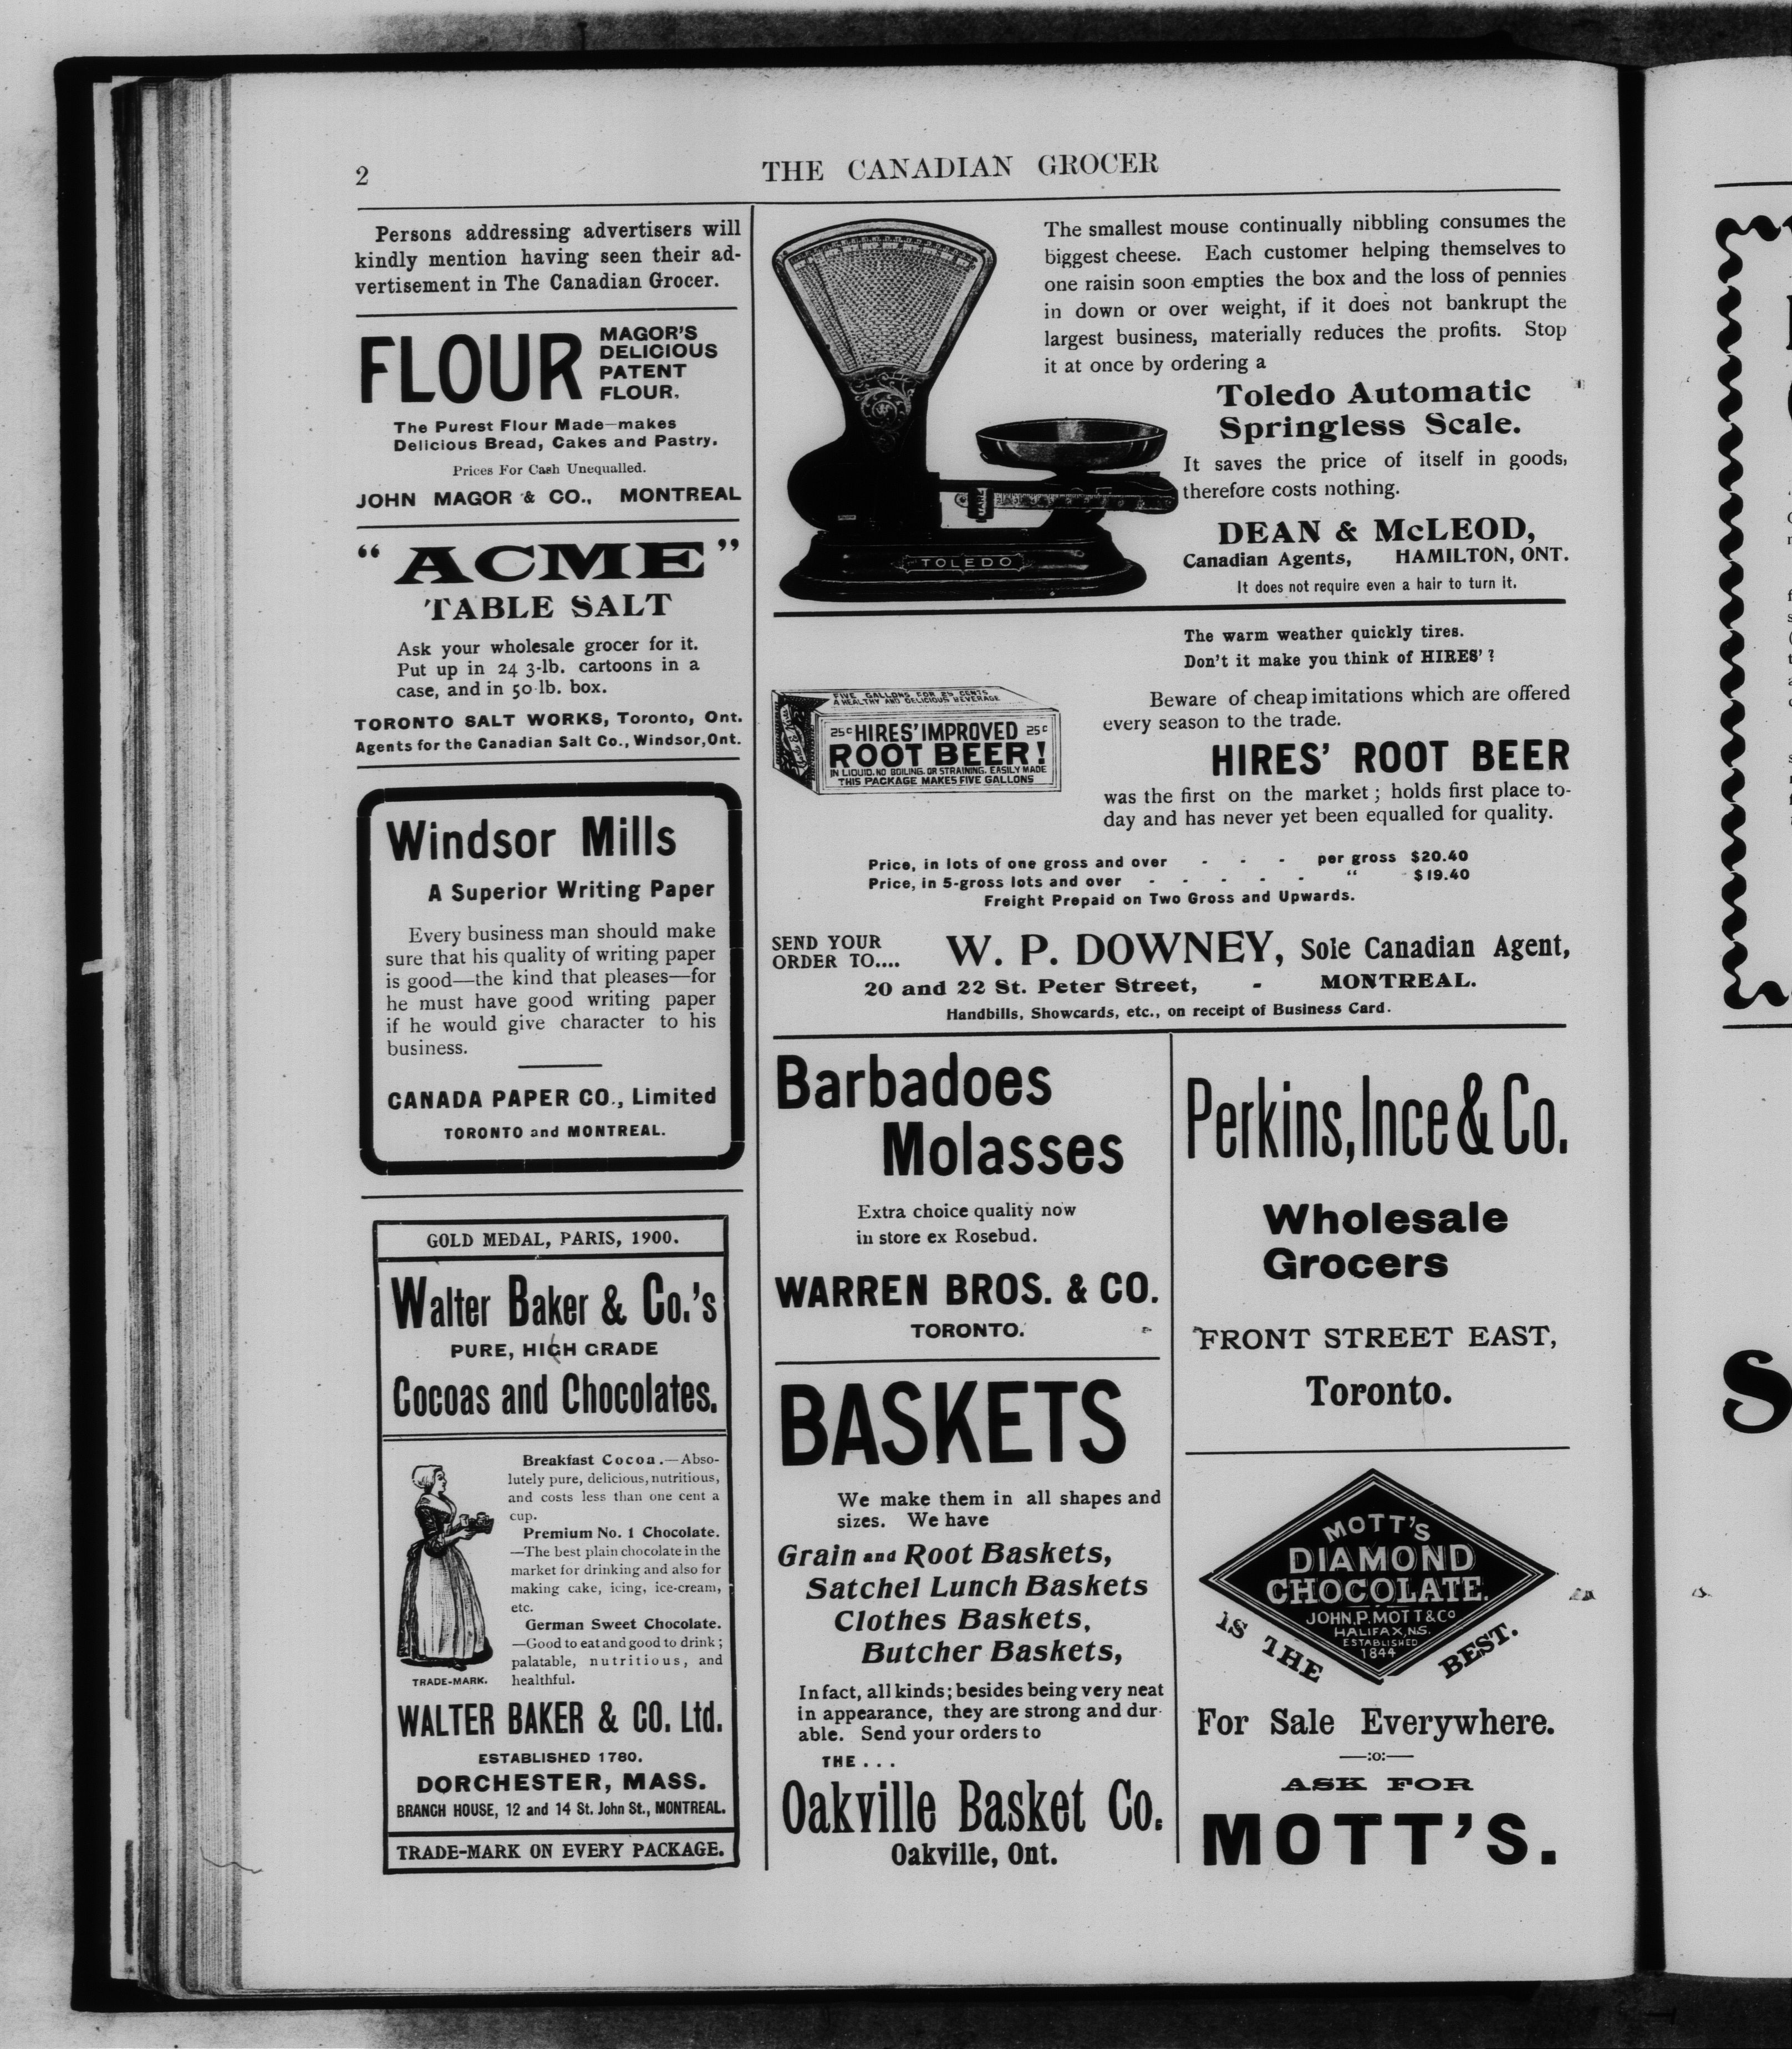 2
THE CANADIAN GROCER
Persons addressing advertisers will
kindly mention having seen their ad-
vertisement in The Canadian Grocer.
FLOUR
MAGOR'S
DELICIOUS
PATENT
FLOUR.
The Purest Flour Made—makes
Delicious Bread, Cakes and Pastry.
Prices For Cash Unequalled.
JOHN MAGOR & CO., MONTREAL
"ACME"
TABLE SALT
Ask your wholesale grocer for it.
Put up in 24 3-lb. cartoons in a
case, and in 50 lb. box.
TORONTO SALT WORKS, Toronto, Ont.
Agents for the Canadian Salt Co., Windsor, Ont.
Windsor Mills
A Superior Writing Paper
Every business man should make
sure that his quality of writing paper
is good—the kind that pleases—for
he must have good writing paper
if he would give character to his
business.
CANADA PAPER CO., Limited
TORONTO and MONTREAL.
GOLD MEDAL, PARIS, 1900.
Walter Baker & Co.'s
PURE, HIGH GRADE
Cocoas and Chocolates.
Breakfast Cocoa.—Abso-
lutely pure, delicious, nutritious,
and costs less than one cent a
cup.
Premium No. 1 Chocolate.
—The best plain chocolate in the
market for drinking and also for
making cake, icing, ice-cream,
etc.
German Sweet Chocolate.
—Good to eat and good to drink;
palatable, nutritious, and
healthful.
TRADE-MARK.
WALTER BAKER & CO. Ltd.
ESTABLISHED 1780.
DORCHESTER, MASS.
BRANCH HOUSE, 12 and 14 St. John St., MONTREAL.
TRADE-MARK ON EVERY PACKAGE.
The smallest mouse continually nibbling consumes the
biggest cheese. Each customer helping themselves to
one raisin soon empties the box and the loss of pennies
in down or over weight, if it does not bankrupt the
largest business, materially reduces the profits. Stop
it at once by ordering a
Toledo Automatic
Springless Scale.
It saves the price of itself in goods,
therefore costs nothing.
DEAN & McLEOD,
Canadian Agents, HAMILTON, ONT.
It does not require even a hair to turn it.
TOLEDO
The warm weather quickly tires.
Don't it make you think of HIRES'?
Beware of cheap imitations which are offered
every season to the trade.
HIRES' ROOT BEER
was the first on the market; holds first place to-
day and has never yet been equalled for quality.
FIVE GALLONS FOR 25 CENTS
A HEALTHY AND DELICIOUS BEVERAGE
25c HIRES' IMPROVED 25c
ROOT BEER!
IN LIQUID. NO BOILING OR STRAINING. EASILY MADE
THIS PACKAGE MAKES FIVE GALLONS
Price, in lots of one gross and over - - - per gross $20.40
Price, in 5-gross lots and over - - - - - " - $19.40
Freight Prepaid on Two Gross and Upwards.
SEND YOUR
ORDER TO....
W. P. DOWNEY, Sole Canadian Agent,
20 and 22 St. Peter Street, - MONTREAL.
Handbills, Showcards, etc., on receipt of Business Card.
Barbadoes
Molasses
Extra choice quality now
in store ex Rosebud.
WARREN BROS. & CO.
TORONTO.
BASKETS
We make them in all shapes and
sizes. We have
Grain and Root Baskets,
Satchel Lunch Baskets
Clothes Baskets,
Butcher Baskets,
In fact, all kinds; besides being very neat
in appearance, they are strong and dur-
able. Send your orders to
THE...
Oakville Basket Co.
Oakville, Ont.
Perkins, Ince & Co.
Wholesale
Grocers
FRONT STREET EAST,
Toronto.
MOTT'S
DIAMOND
CHOCOLATE.
JOHN. P. MOTT & Co
HALIFAX, N.S.
ESTABLISHED
1844
IS THE BEST.
For Sale Everywhere.
—:o:—
ASK FOR
MOTT'S.
S